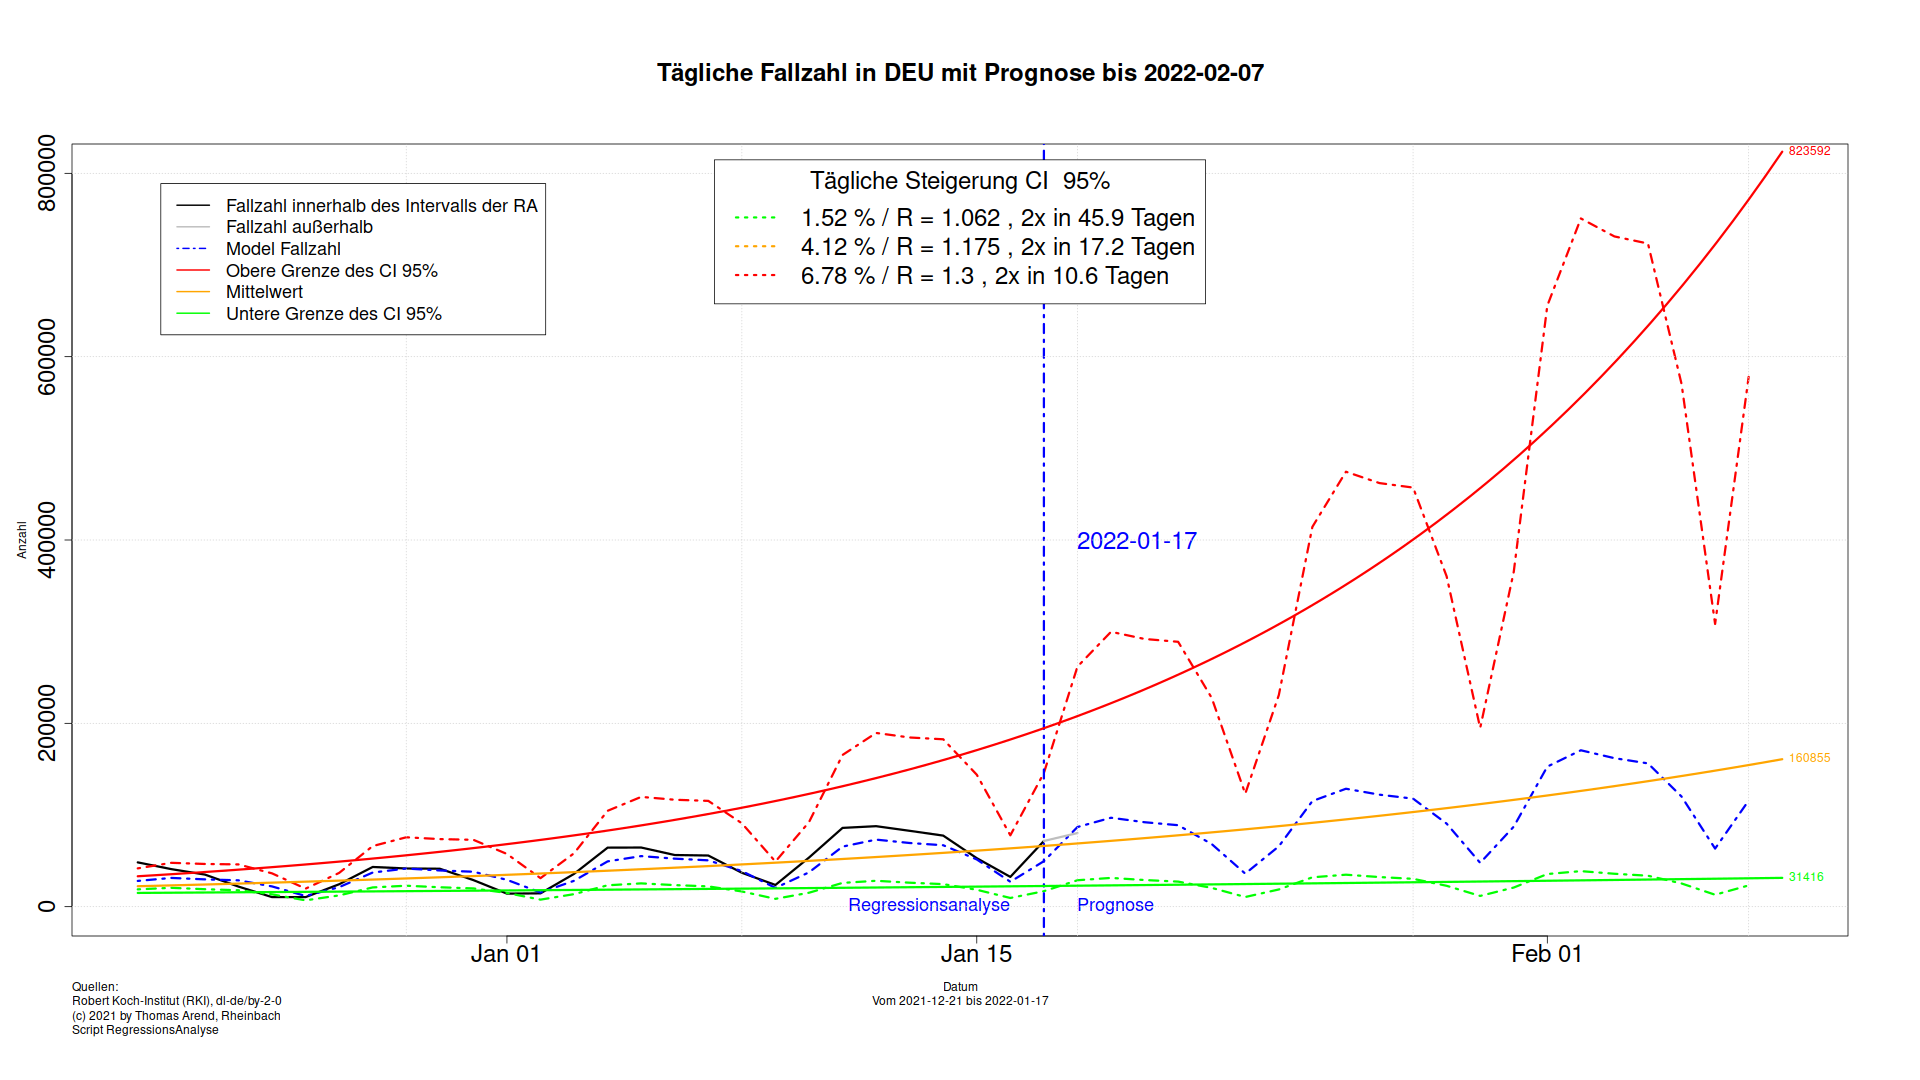 Tägliche Fallzahl in DEU mit Prognose bis 2022-02-07
Anzahl
800000
600000
400000
200000
0
Fallzahl innerhalb des Intervalls der RA
Fallzahl außerhalb
Model Fallzahl
Obere Grenze des CI 95%
Mittelwert
Untere Grenze des CI 95%
Tägliche Steigerung CI 95%
1.52 % / R = 1.062 , 2x in 45.9 Tagen
4.12 % / R = 1.175 , 2x in 17.2 Tagen
6.78 % / R = 1.3 , 2x in 10.6 Tagen
823592
2022-01-17
160855
31416
Regressionsanalyse
Prognose
Jan 01
Jan 15
Feb 01
Datum
Vom 2021-12-21 bis 2022-01-17
Quellen:
Robert Koch-Institut (RKI), dl-de/by-2-0
(c) 2021 by Thomas Arend, Rheinbach
Script RegressionsAnalyse